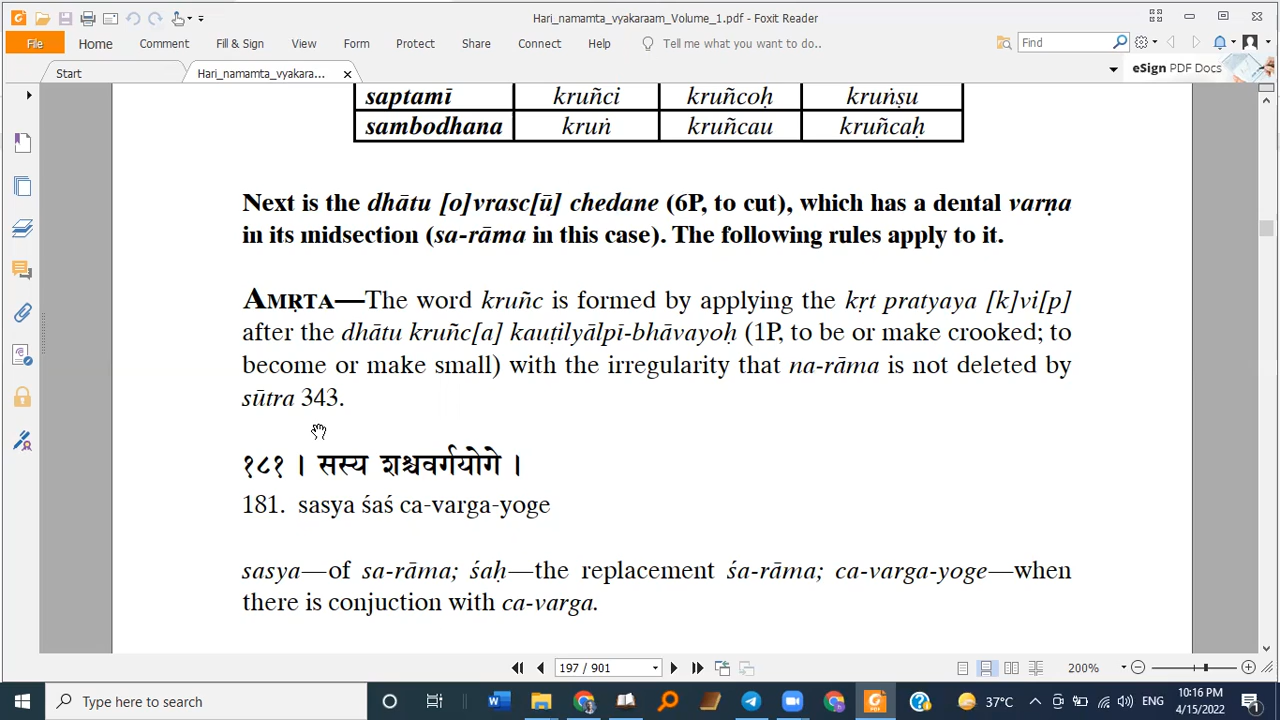 Hari_namamta_vyakaraam_Volume_1.pdf - Foxit Reader
File Home Comment Fill & Sign View Form Protect Share Connect Help Tell me what you want to do.. Find
Start Hari_namamta_vyakara... eSign PDF Docs
saptamī kruñci kruñcoḥ kruṅṣu
sambodhana kruṅ kruñcau kruñcaḥ
Next is the dhātu [o]vrasc[ū] chedane (6P, to cut), which has a dental varṇa
in its midsection (sa-rāma in this case). The following rules apply to it.
AMṚTA—The word kruñc is formed by applying the kṛt pratyaya [k]vi[p]
after the dhātu kruñc[a] kauṭilyālpī-bhāvayoḥ (1P, to be or make crooked; to
become or make small) with the irregularity that na-rāma is not deleted by
sūtra 343.
१८१ । सस्य शश्चवर्गयोगे ।
181. sasya śaś ca-varga-yoge
sasya—of sa-rāma; śaḥ—the replacement śa-rāma; ca-varga-yoge—when
there is conjuction with ca-varga.
197 / 901 200%
Type here to search 37°C ENG 10:16 PM 4/15/2022